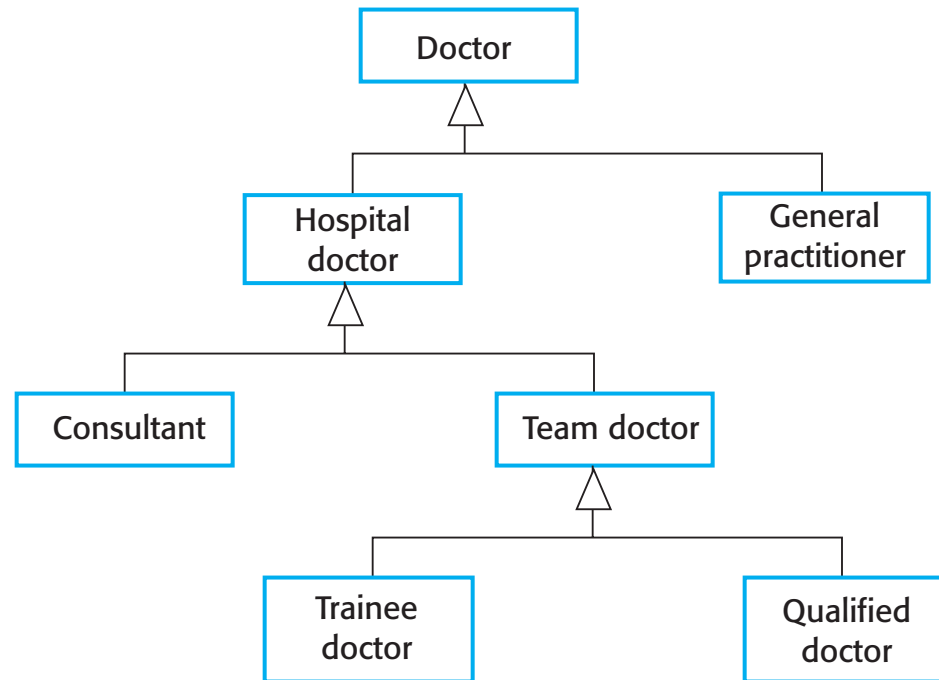 Doctor
Hospital
doctor
General
practitioner
Consultant
Team doctor
Trainee
doctor
Qualified
doctor